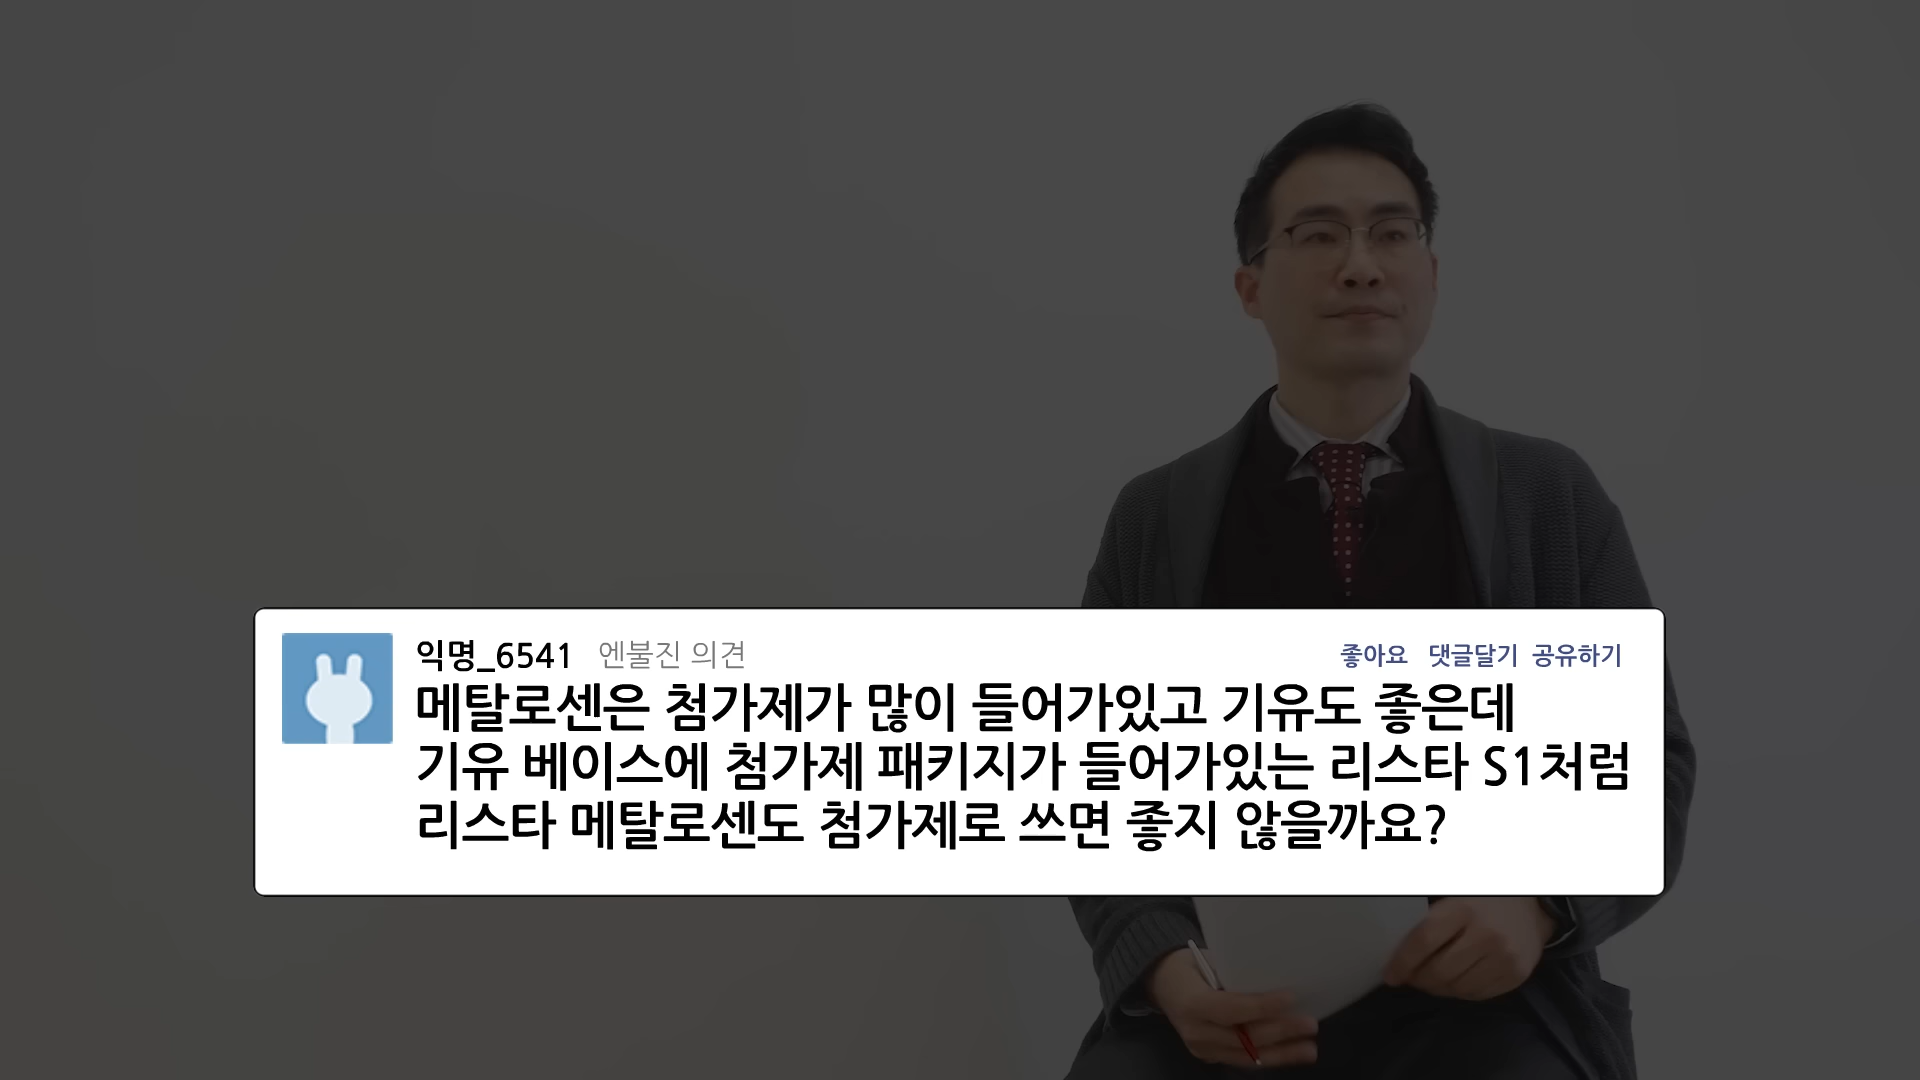 익명_6541 엔불진 의견 좋아요 댓글달기 공유하기
메탈로센은 첨가제가 많이 들어가있고 기유도 좋은데
기유 베이스에 첨가제 패키지가 들어가있는 리스타 S1처럼
리스타 메탈로센도 첨가제로 쓰면 좋지 않을까요?